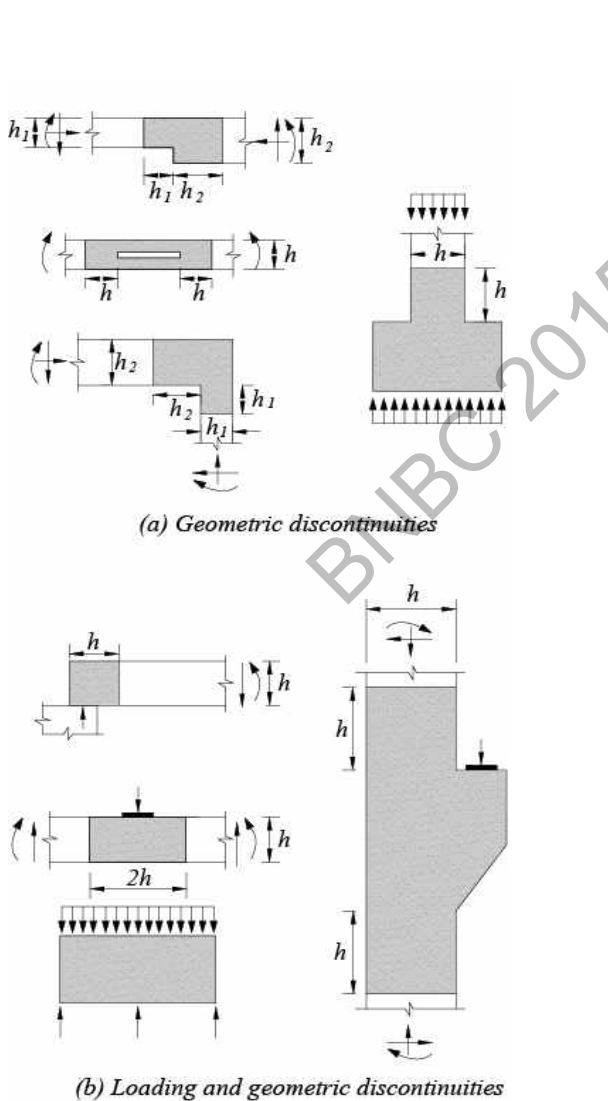 h1
h2
h1 h2
h
h
h
h
h
h2
h2
h1
h1
(a) Geometric discontinuities
BNBC 2015
h
h
h
h
2h
h
h
h
(b) Loading and geometric discontinuities